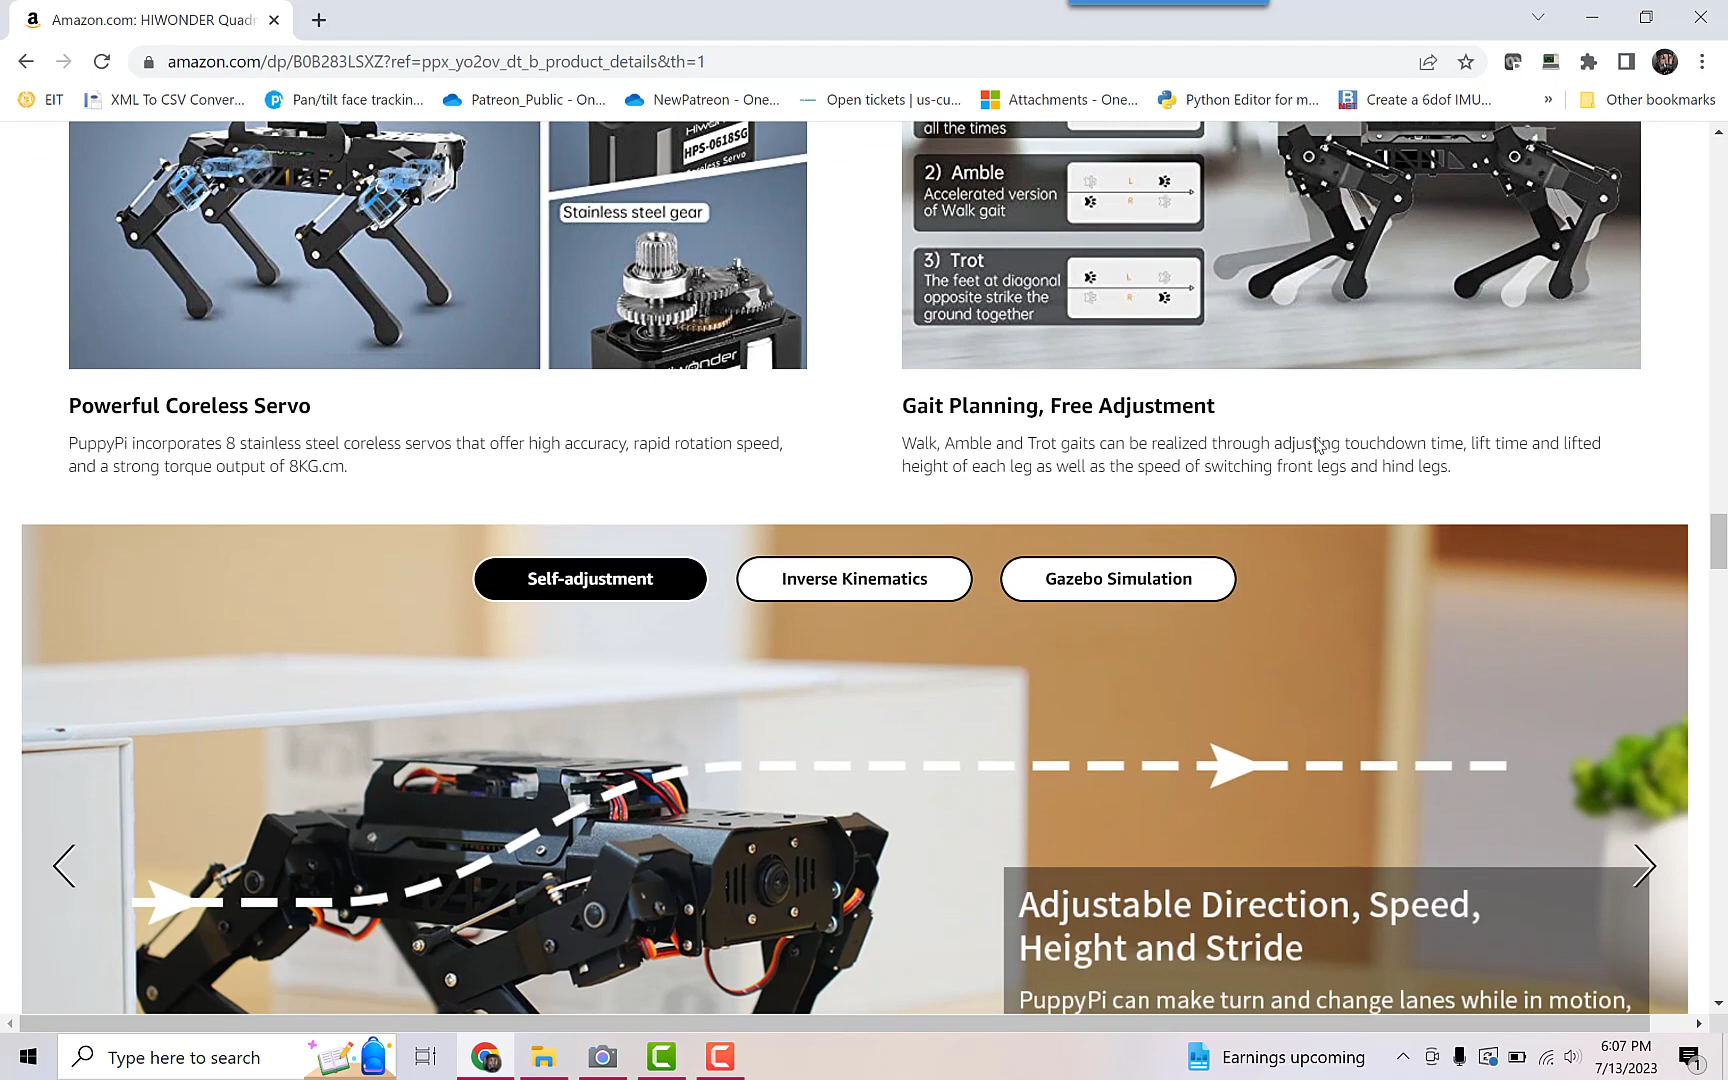 Amazon.com: HIWONDER Quadr
amazon.com/dp/B0B283LSXZ?ref=ppx_yo2ov_dt_b_product_details&th=1
EIT
XML To CSV Conver...
Pan/tilt face trackin...
Patreon_Public - On...
NewPatreon - One...
Open tickets | us-cu...
Attachments - One...
Python Editor for m...
Create a 6dof IMU...
»
Other bookmarks
HPS-0618SG
Stainless steel gear
all the times
2) Amble
Accelerated version
of Walk gait
L
R
3) Trot
The feet at diagonal
opposite strike the
ground together
L
R
Powerful Coreless Servo
PuppyPi incorporates 8 stainless steel coreless servos that offer high accuracy, rapid rotation speed,
and a strong torque output of 8KG.cm.
Gait Planning, Free Adjustment
Walk, Amble and Trot gaits can be realized through adjusting touchdown time, lift time and lifted
height of each leg as well as the speed of switching front legs and hind legs.
Self-adjustment
Inverse Kinematics
Gazebo Simulation
Adjustable Direction, Speed,
Height and Stride
PuppyPi can make turn and change lanes while in motion,
Type here to search
Earnings upcoming
6:07 PM
7/13/2023
1